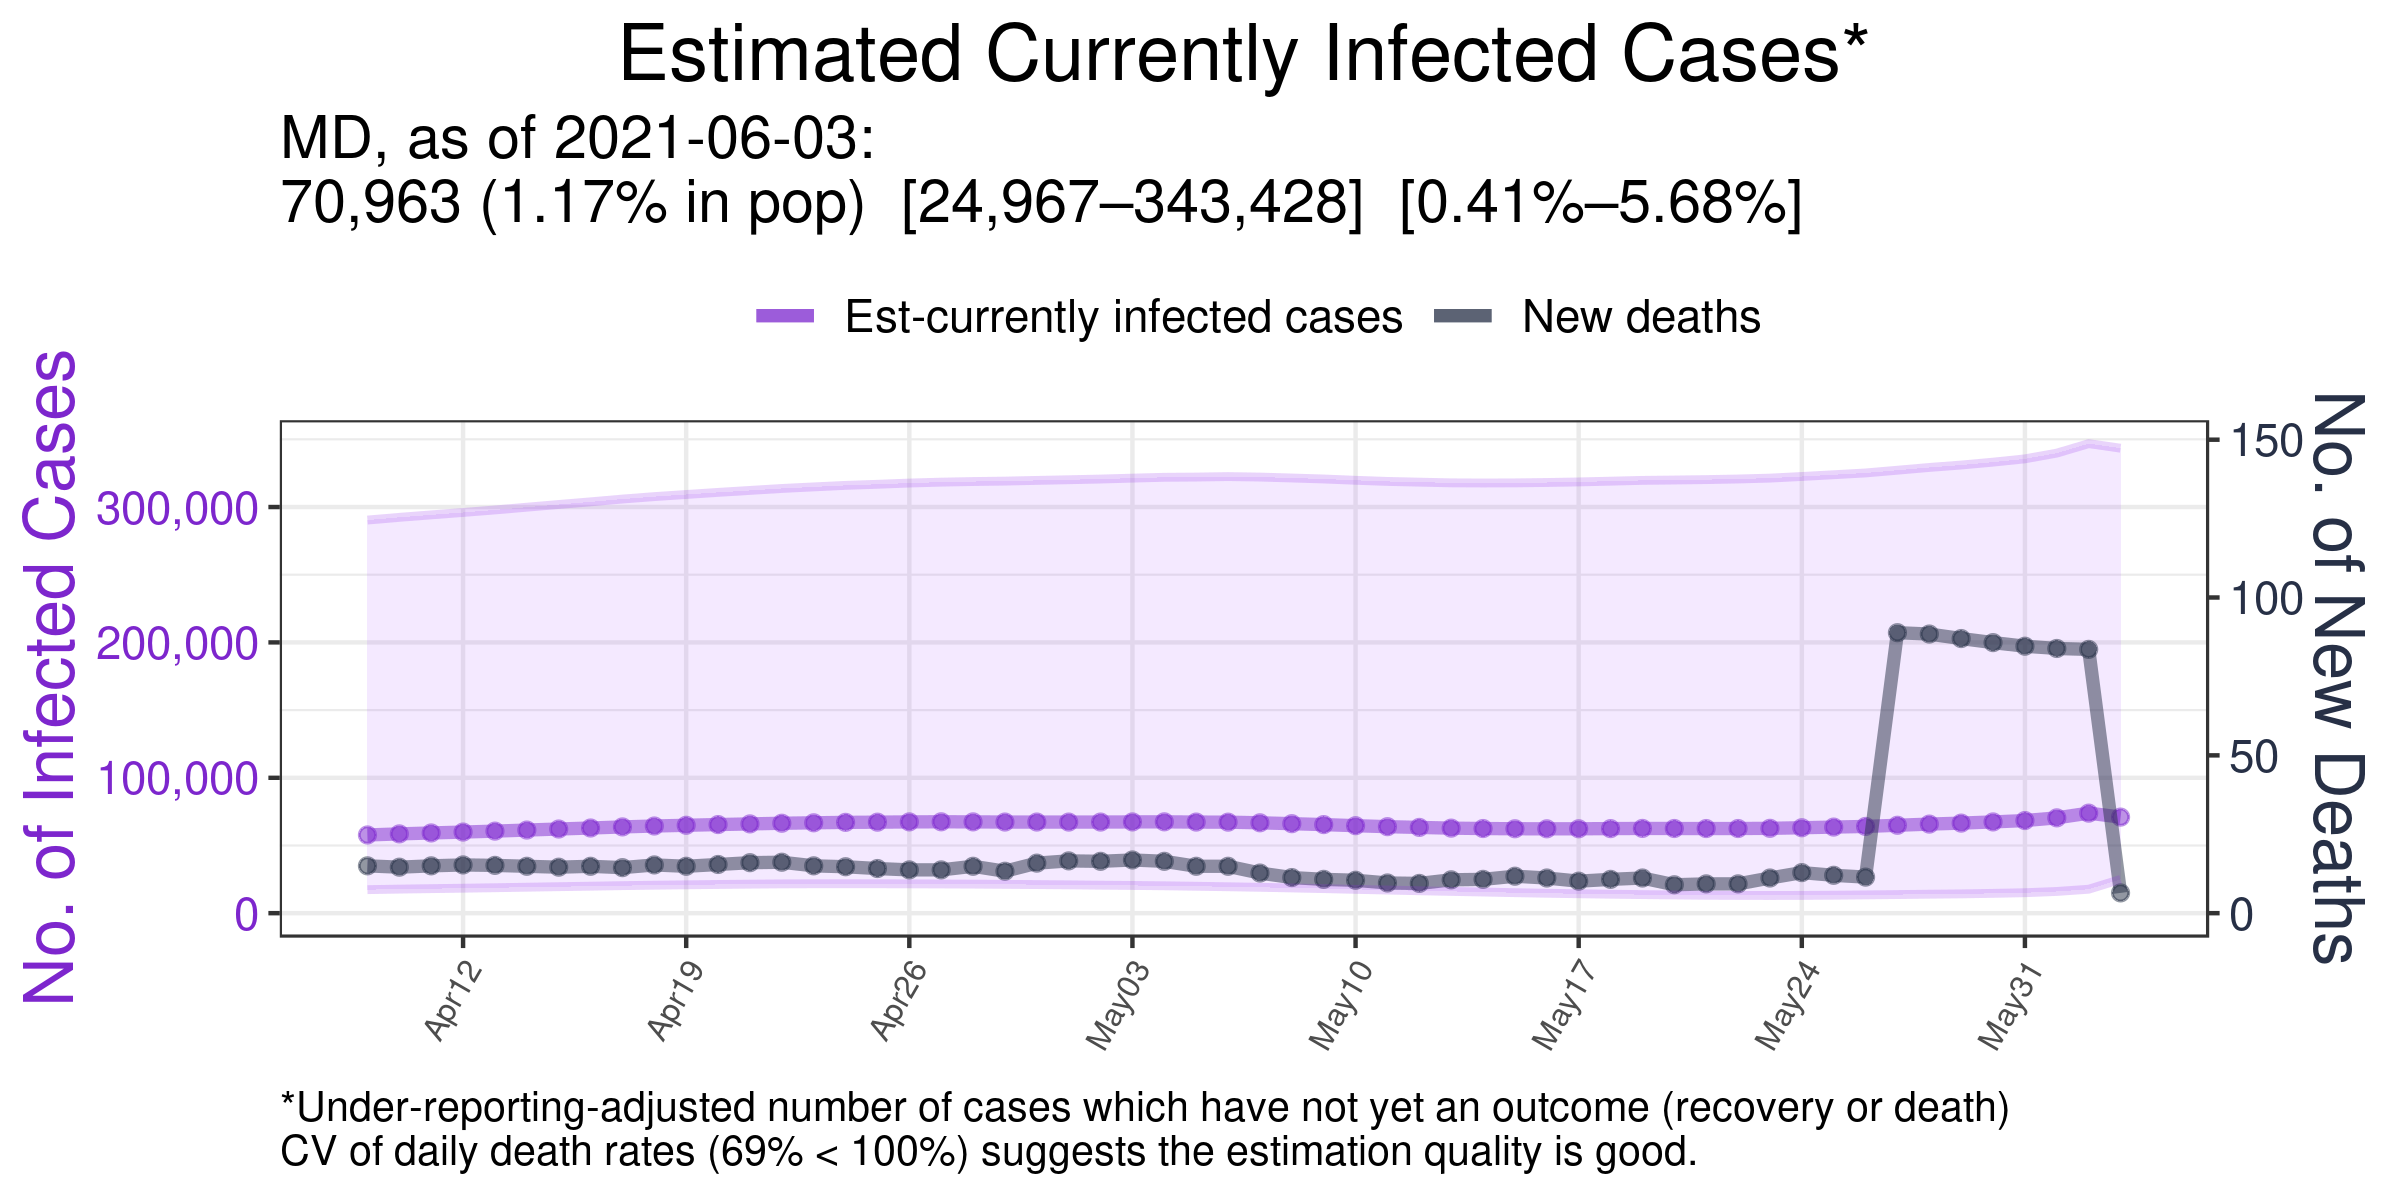 Estimated Currently Infected Cases*
MD, as of 2021-06-03:
70,963 (1.17% in pop)  [24,967–343,428]  [0.41%–5.68%]
Est-currently infected cases
New deaths
No. of Infected Cases
300,000
200,000
100,000
0
150
100
50
0
No. of New Deaths
Apr12
Apr19
Apr26
May03
May10
May17
May24
May31
*Under-reporting-adjusted number of cases which have not yet an outcome (recovery or death)
CV of daily death rates (69% < 100%) suggests the estimation quality is good.